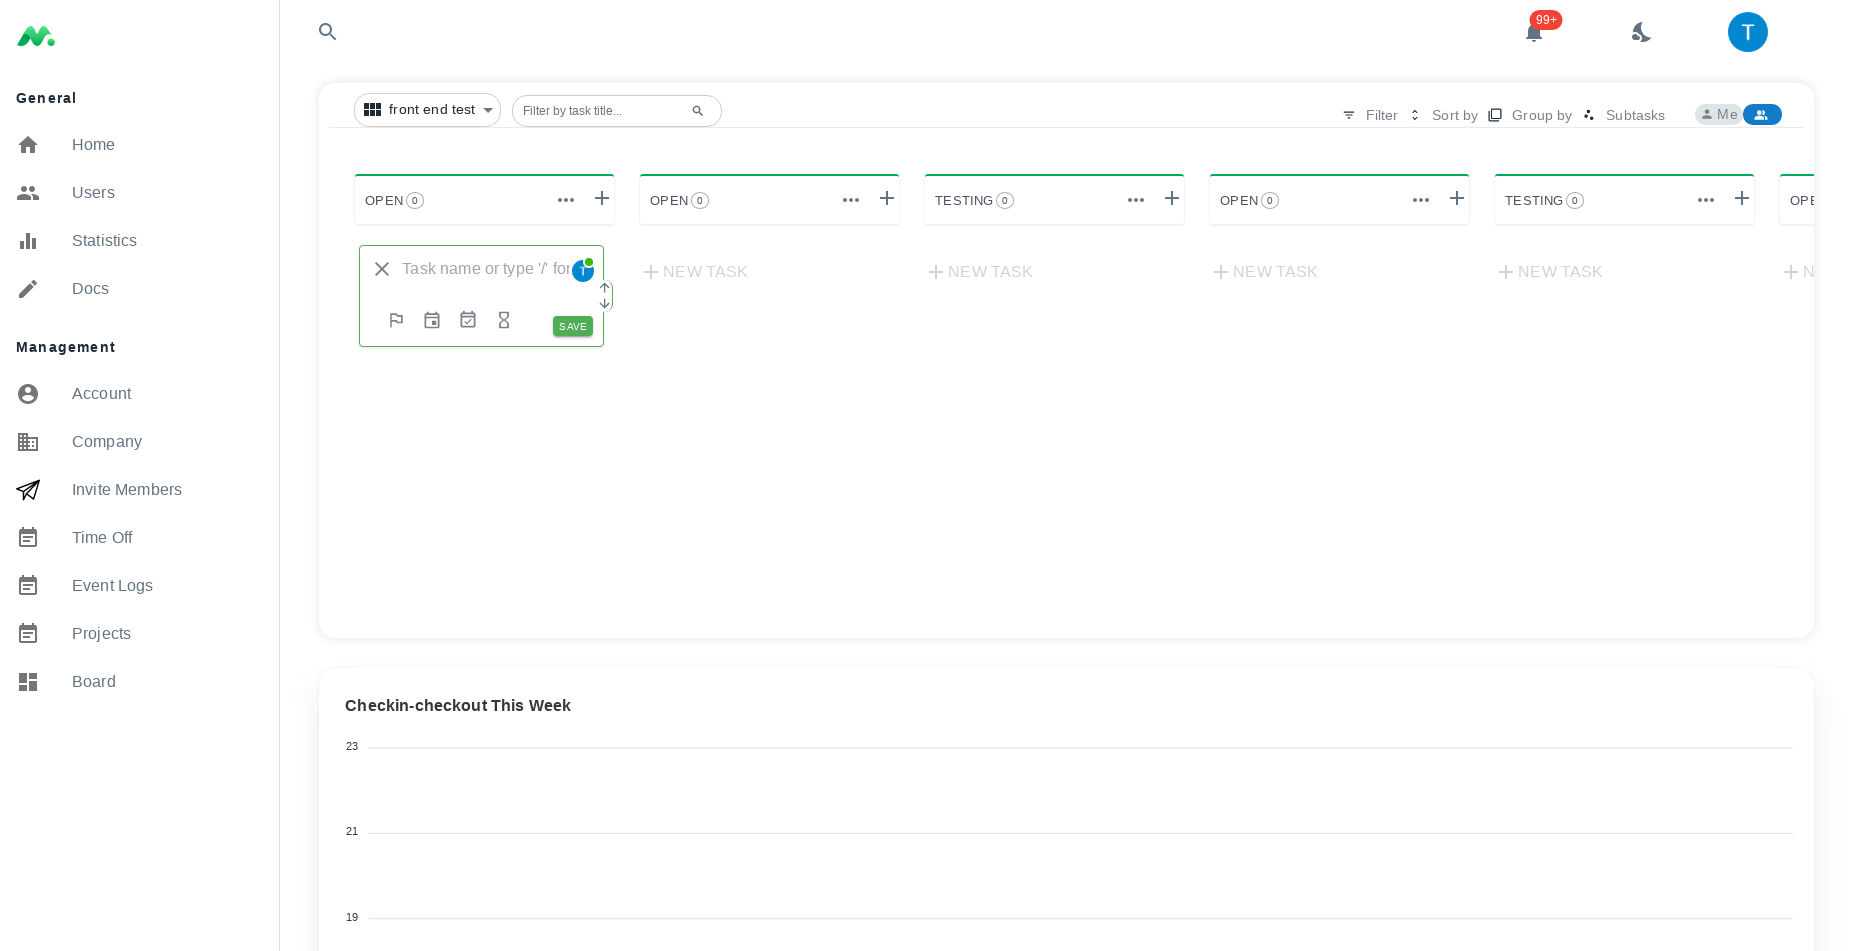 General
Home
Users
Statistics
Docs
Management
Account
Company
Invite Members
Time Off
Event Logs
Projects
Board
99+
T
front end test
Filter by task title...
Filter
Sort by
Group by
Subtasks
Me
OPEN 0
OPEN 0
TESTING 0
OPEN 0
TESTING 0
OPE
Task name or type '/' for
T
SAVE
NEW TASK
NEW TASK
NEW TASK
NEW TASK
N
Checkin-checkout This Week
23
21
19